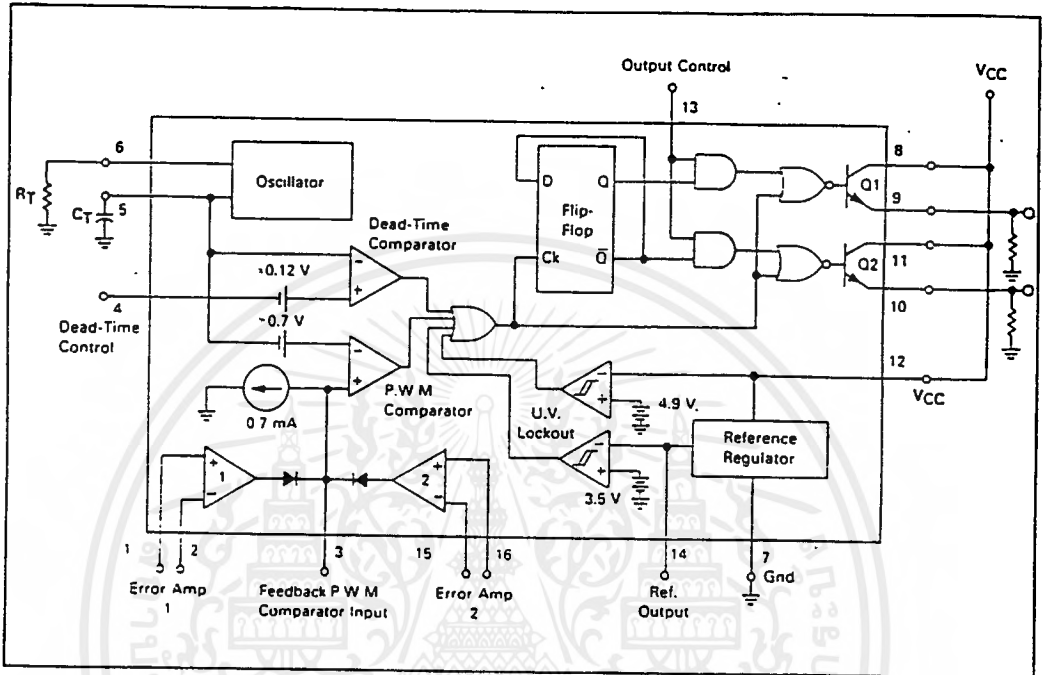 Output Control
VCC
13
6
8
RT
Oscillator
D
Q
Q1
5
CT
Flip-
Flop
9
Dead-Time
Comparator
≈0.12 V
Ck
Q̅
Q2
11
4
10
Dead-Time
Control
≈0.7 V
12
VCC
P.W.M
Comparator
U.V.
Lockout
4.9 V
0.7 mA
Reference
Regulator
+
1
−
+
2
−
3.5 V
1
2
3
15
16
14
7
Gnd
Error Amp
1
Feedback P W M
Comparator Input
Error Amp
2
Ref.
Output